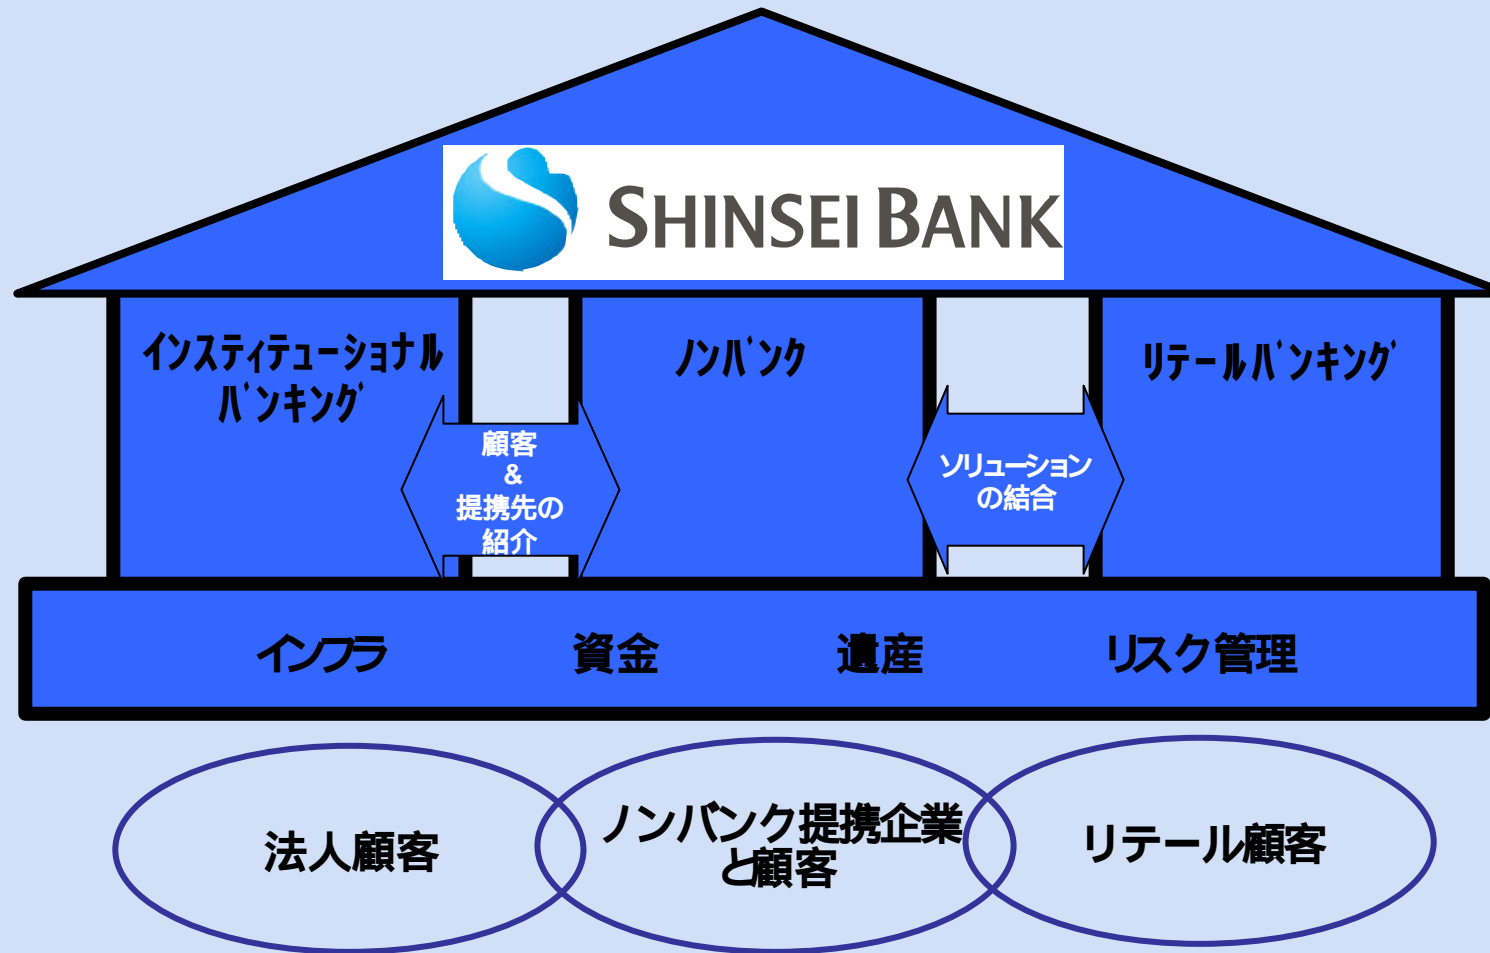 SHINSEI BANK
インスティテューショナル
バンキング
ノンバンク
リテールバンキング
顧客
&
提携先の
紹介
ソリューション
の結合
インフラ 資金 遺産 リスク管理
法人顧客
ノンバンク提携企業
と顧客
リテール顧客